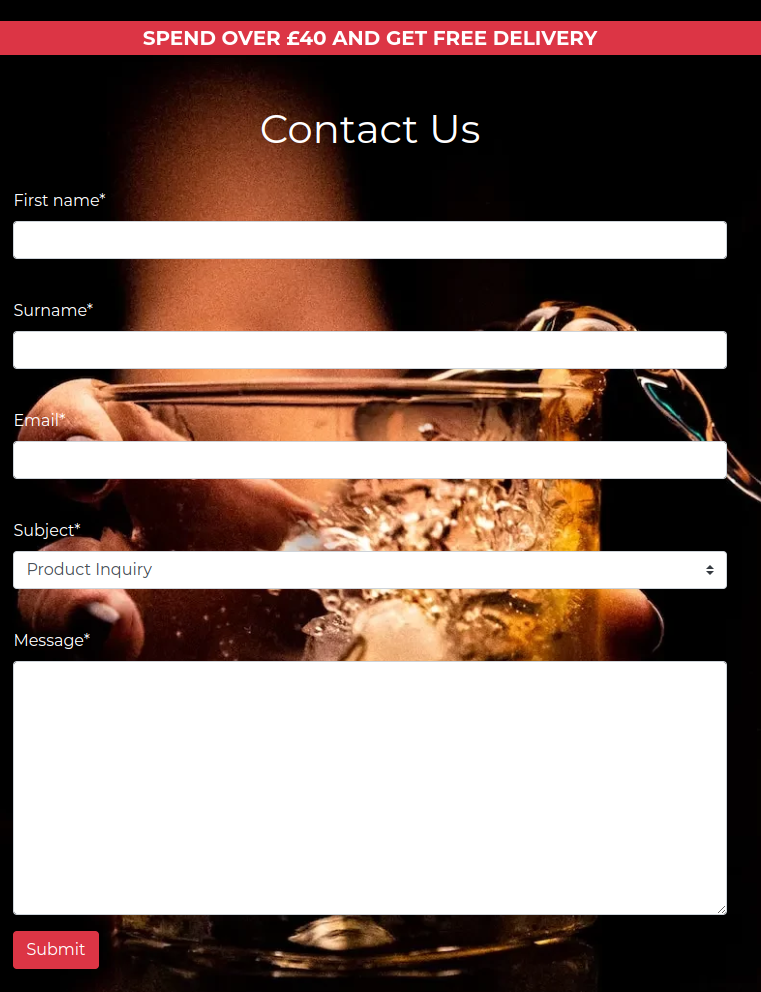 SPEND OVER £40 AND GET FREE DELIVERY
Contact Us
First name*
Surname*
Email*
Subject*
Product Inquiry
Message*
Submit